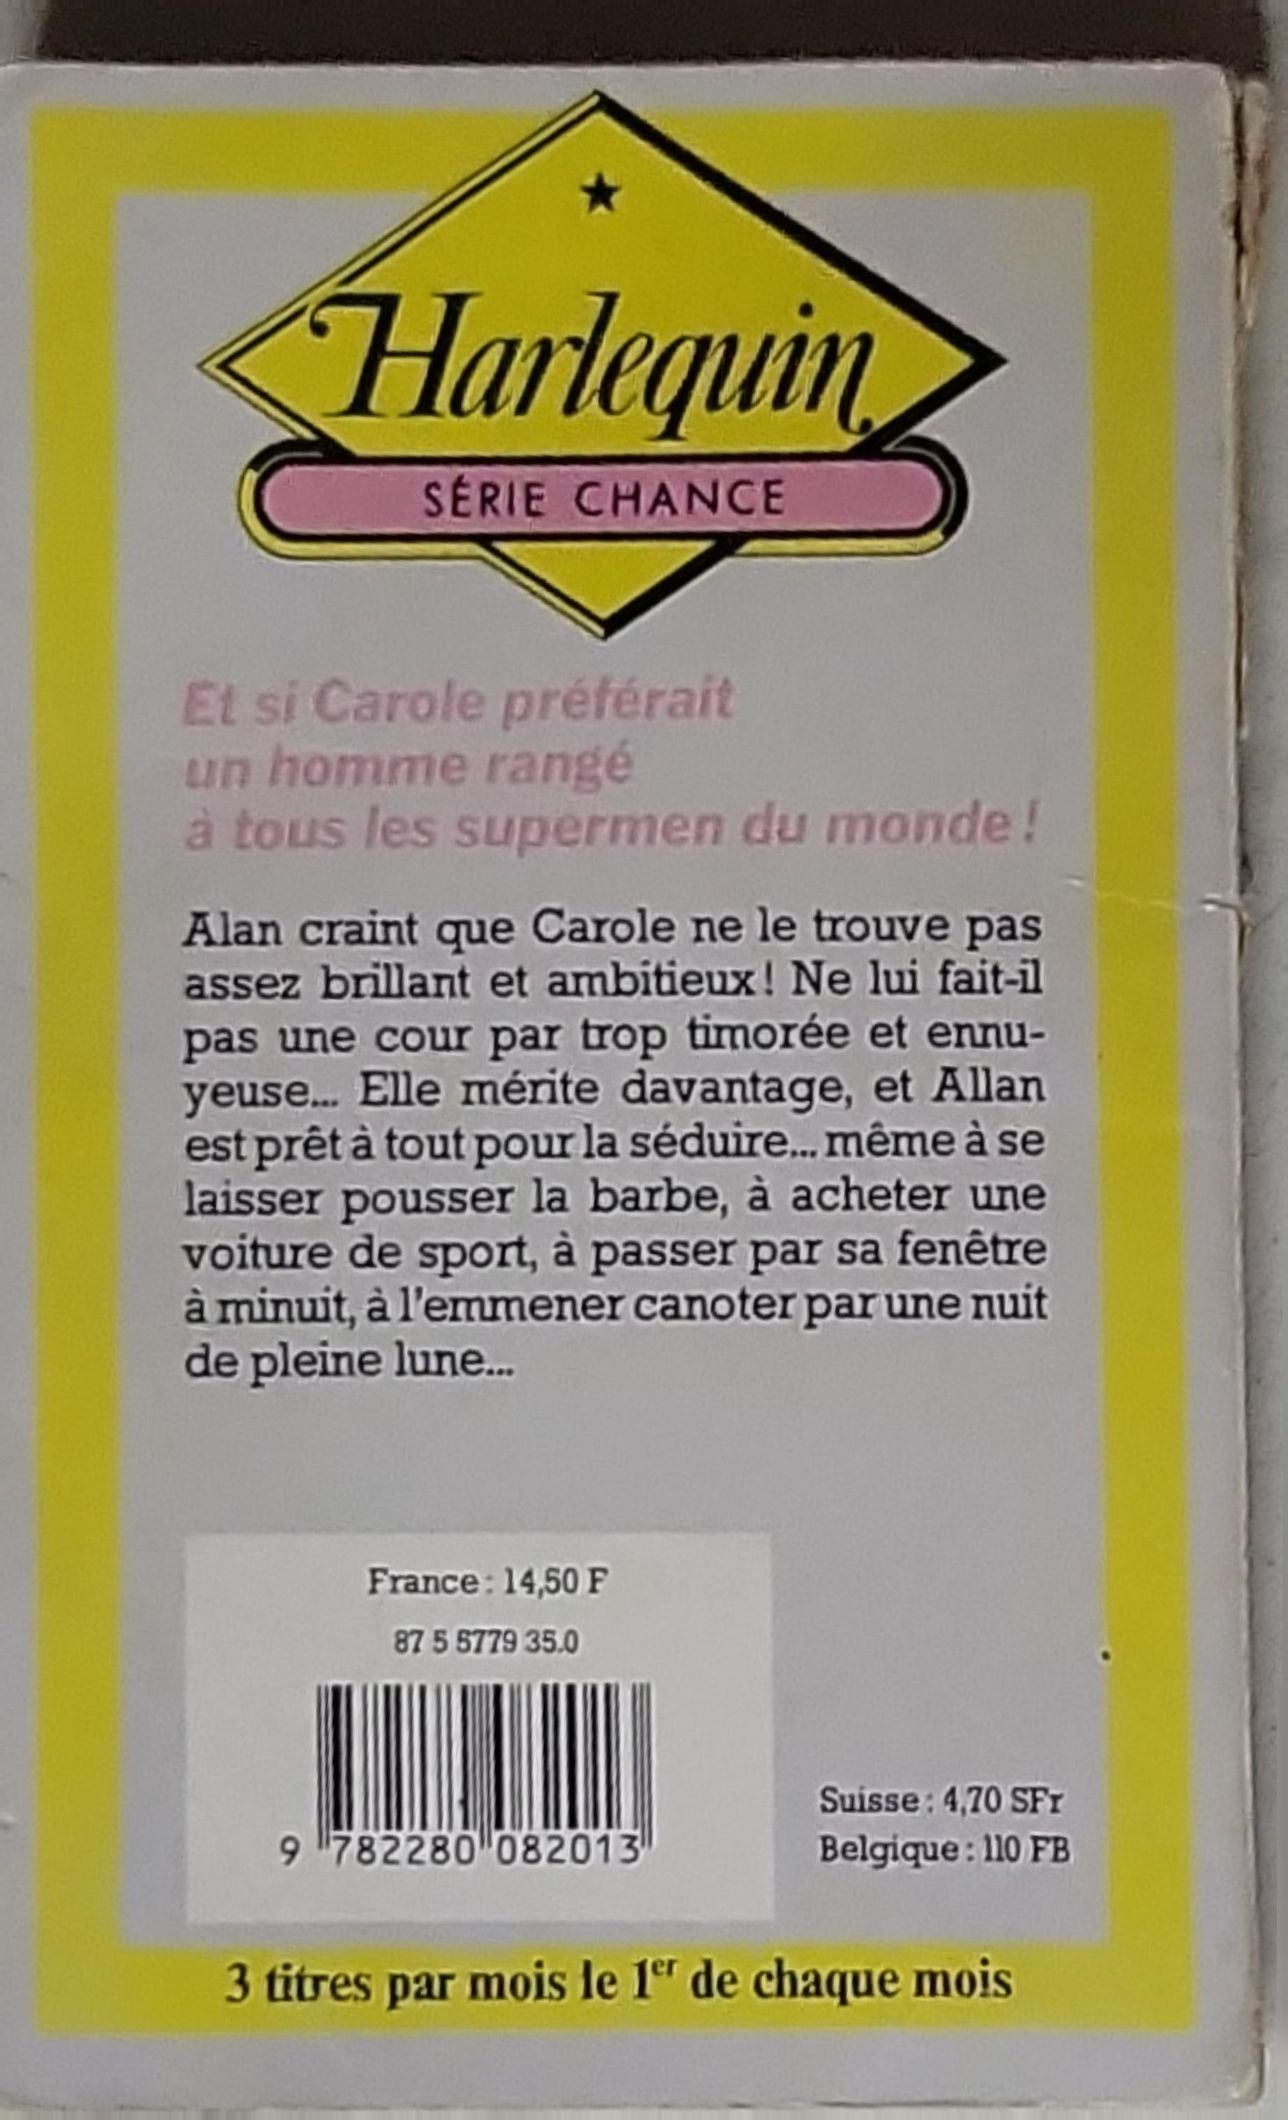 Harlequin
SÉRIE CHANCE
Et si Carole préférait
un homme rangé
à tous les supermen du monde !
Alan craint que Carole ne le trouve pas
assez brillant et ambitieux ! Ne lui fait-il
pas une cour par trop timorée et ennu-
yeuse... Elle mérite davantage, et Allan
est prêt à tout pour la séduire... même à se
laisser pousser la barbe, à acheter une
voiture de sport, à passer par sa fenêtre
à minuit, à l'emmener canoter par une nuit
de pleine lune...
France : 14,50 F
87 5 5779 35.0
9 782280 082013
Suisse : 4,70 SFr
Belgique : 110 FB
3 titres par mois le 1er de chaque mois